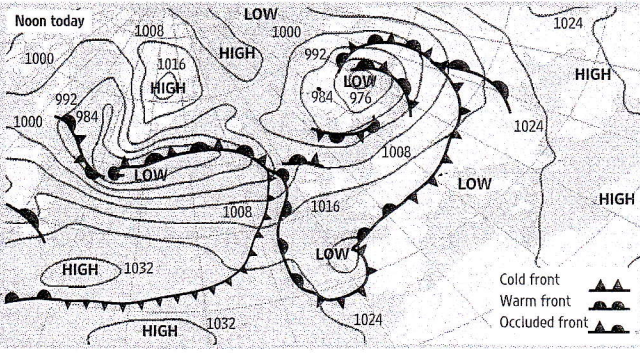 Noon today
LOW
1008
1000
1024
1000
992
HIGH
1016
HIGH
HIGH
LOW
992
984
984
976
1000
1024
1008
LOW
LOW
HIGH
1008
1016
LOW
HIGH
1032
Cold front
Warm front
Occluded front
1032
HIGH
1024